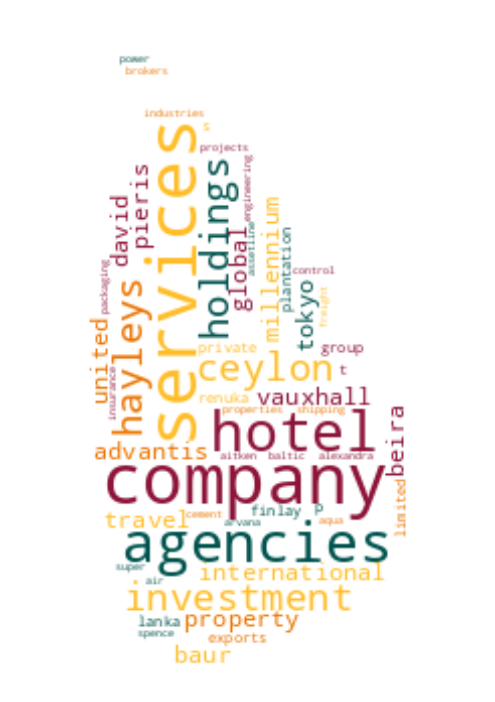 power
brokers
industries
s
services
projects
holdings
engineering
david
pieris
global
assetline
millennium
plantation
packaging
hayleys
control
tokyo
freight
united
private
group
ceylon
t
insurance
renuka
vauxhall
properties
shipping
hotel
beira
advantis
aitken
baltic
alexandra
company
limited
travel
cement
finlay
p
arvana
aqua
agencies
super
international
air
investment
lanka
property
spence
exports
baur